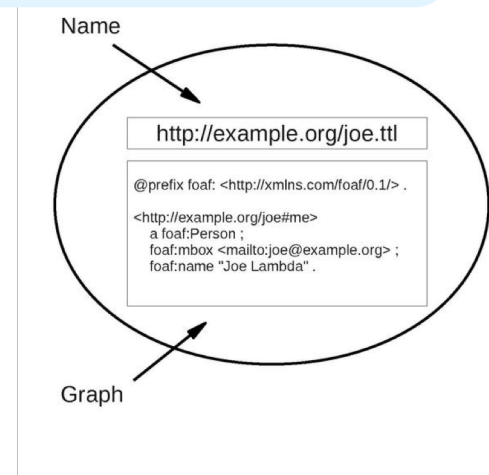 Name
http://example.org/joe.ttl
@prefix foaf: <http://xmlns.com/foaf/0.1/> .
<http://example.org/joe#me>
a foaf:Person ;
foaf:mbox <mailto:joe@example.org> ;
foaf:name "Joe Lambda" .
Graph